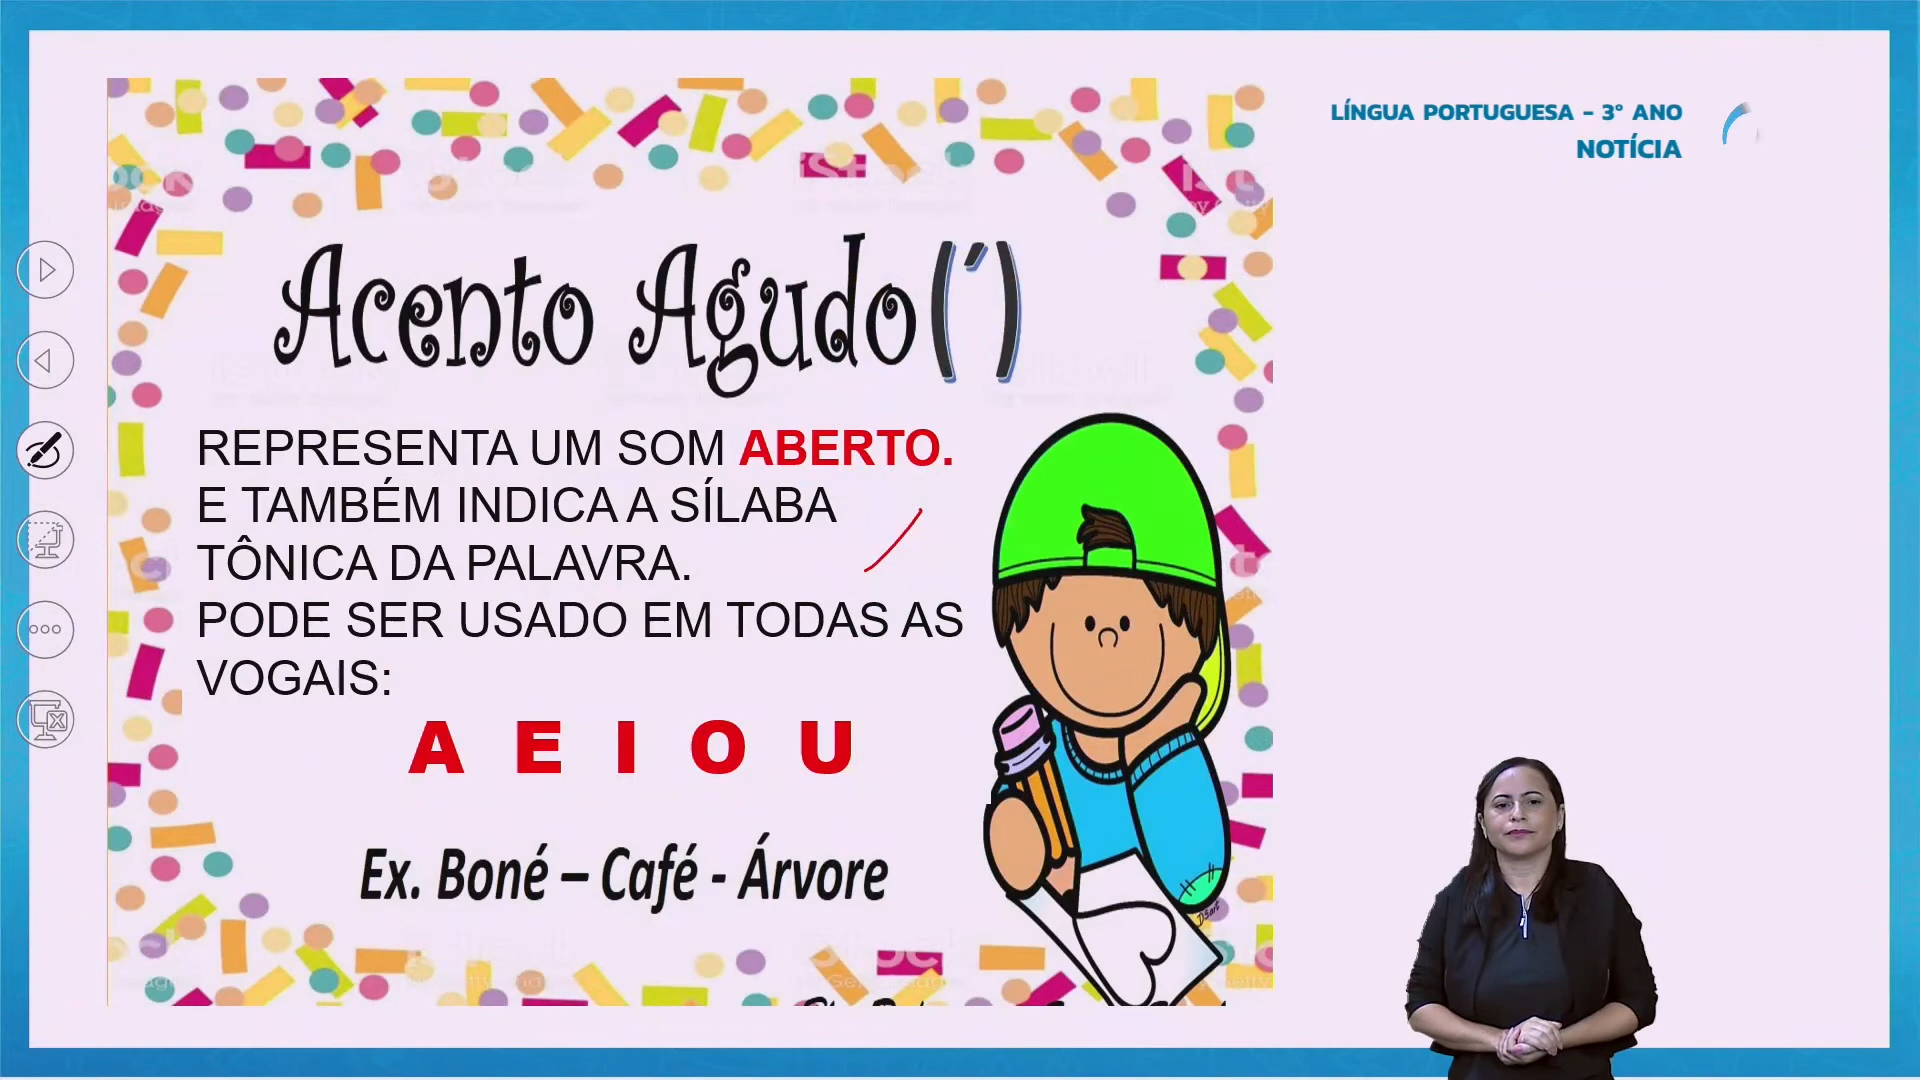 LÍNGUA PORTUGUESA - 3º ANO
NOTÍCIA
Acento Agudo(´)
REPRESENTA UM SOM ABERTO.
E TAMBÉM INDICA A SÍLABA
TÔNICA DA PALAVRA.
PODE SER USADO EM TODAS AS
VOGAIS:
A E I O U
Ex. Boné – Café - Árvore